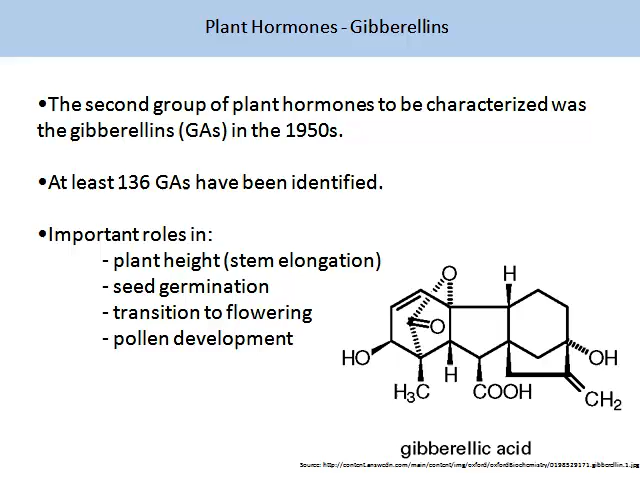 Plant Hormones - Gibberellins
•The second group of plant hormones to be characterized was
the gibberellins (GAs) in the 1950s.
•At least 136 GAs have been identified.
•Important roles in:
- plant height (stem elongation)
- seed germination
- transition to flowering
- pollen development
O
H
O
HO
OH
H
H₃C
COOH
CH₂
gibberellic acid
Source: http://content.answcdn.com/main/content/img/oxford/oxfordBiochemistry/0198529171.gibberellin.1.jpg